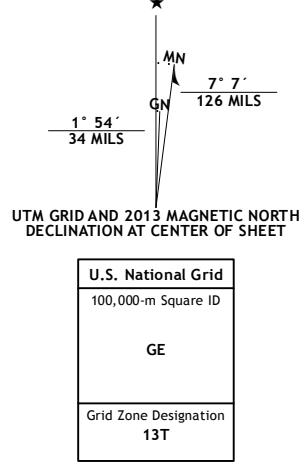 MN
GN
7° 7´
126 MILS
1° 54´
34 MILS
UTM GRID AND 2013 MAGNETIC NORTH
DECLINATION AT CENTER OF SHEET
U.S. National Grid
100,000-m Square ID
GE
Grid Zone Designation
13T